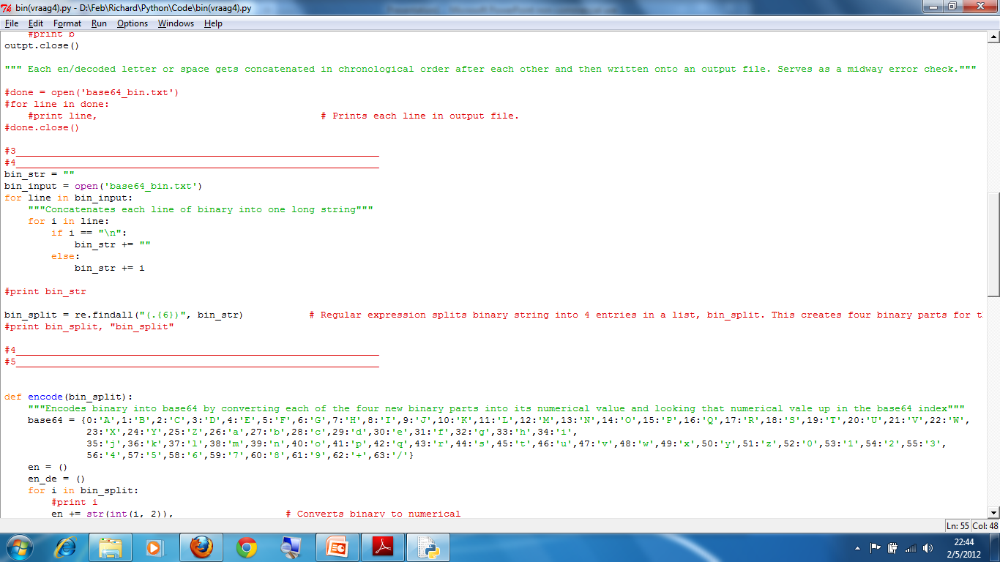 bin(vraag4).py - D:\Feb\Richard\Python\Code\bin(vraag4).py
File Edit Format Run Options Windows Help
    #print b
outpt.close()
""" Each en/decoded letter or space gets concatenated in chronological order after each other and then written onto an output file. Serves as a midway error check."""
#done = open('base64_bin.txt')
#for line in done:
    #print line, # Prints each line in output file.
#done.close()
#3______________________________________________________________
#4______________________________________________________________
bin_str = ""
bin_input = open('base64_bin.txt')
for line in bin_input:
    """Concatenates each line of binary into one long string"""
    for i in line:
        if i == "\n":
            bin_str += ""
        else:
            bin_str += i
#print bin_str
bin_split = re.findall("(.{6})", bin_str) # Regular expression splits binary string into 4 entries in a list, bin_split. This creates four binary parts for
#print bin_split, "bin_split"
#4______________________________________________________________
#5______________________________________________________________
def encode(bin_split):
    """Encodes binary into base64 by converting each of the four new binary parts into its numerical value and looking that numerical vale up in the base64 index"""
    base64 = {0:'A',1:'B',2:'C',3:'D',4:'E',5:'F',6:'G',7:'H',8:'I',9:'J',10:'K',11:'L',12:'M',13:'N',14:'O',15:'P',16:'Q',17:'R',18:'S',19:'T',20:'U',21:'V',22:'W',
              23:'X',24:'Y',25:'Z',26:'a',27:'b',28:'c',29:'d',30:'e',31:'f',32:'g',33:'h',34:'i',
              35:'j',36:'k',37:'l',38:'m',39:'n',40:'o',41:'p',42:'q',43:'r',44:'s',45:'t',46:'u',47:'v',48:'w',49:'x',50:'y',51:'z',52:'0',53:'1',54:'2',55:'3',
              56:'4',57:'5',58:'6',59:'7',60:'8',61:'9',62:'+',63:'/'}
    en = ()
    en_de = ()
    for i in bin_split:
        #print i
        en += str(int(i, 2)), # Converts binary to numerical
Ln: 55 Col: 48
22:44
2/5/2012